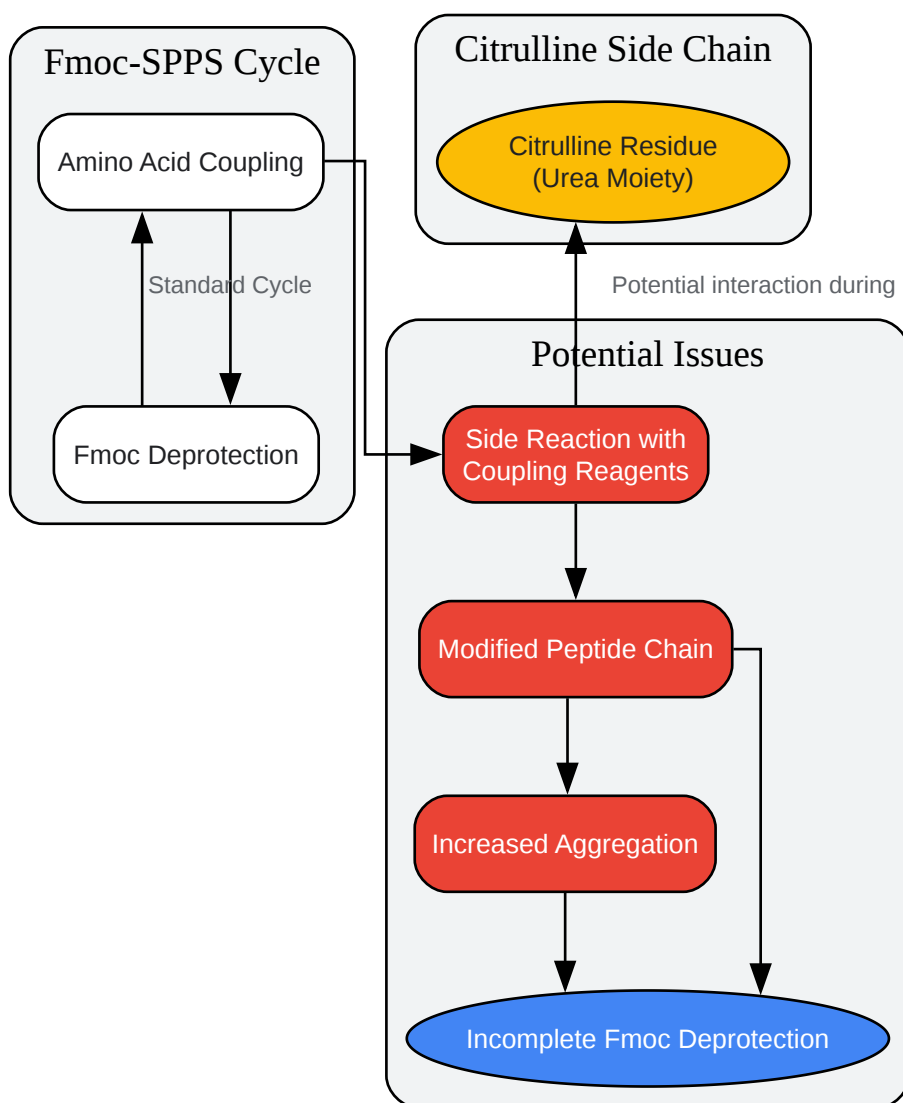 Fmoc-SPPS Cycle
Amino Acid Coupling
Standard Cycle
Fmoc Deprotection
Citrulline Side Chain
Citrulline Residue
(Urea Moiety)
Potential interaction during
Potential Issues
Side Reaction with
Coupling Reagents
Modified Peptide Chain
Increased Aggregation
Incomplete Fmoc Deprotection